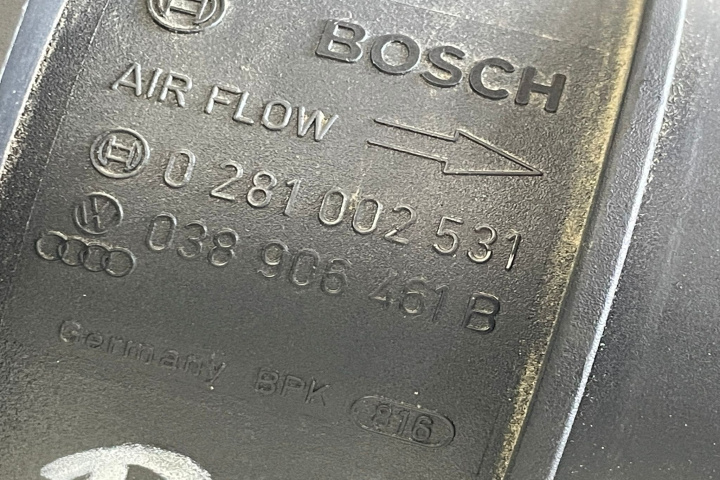 BOSCH
AIR FLOW
0 281 002 531
038 906 461 B
Germany BPK 816